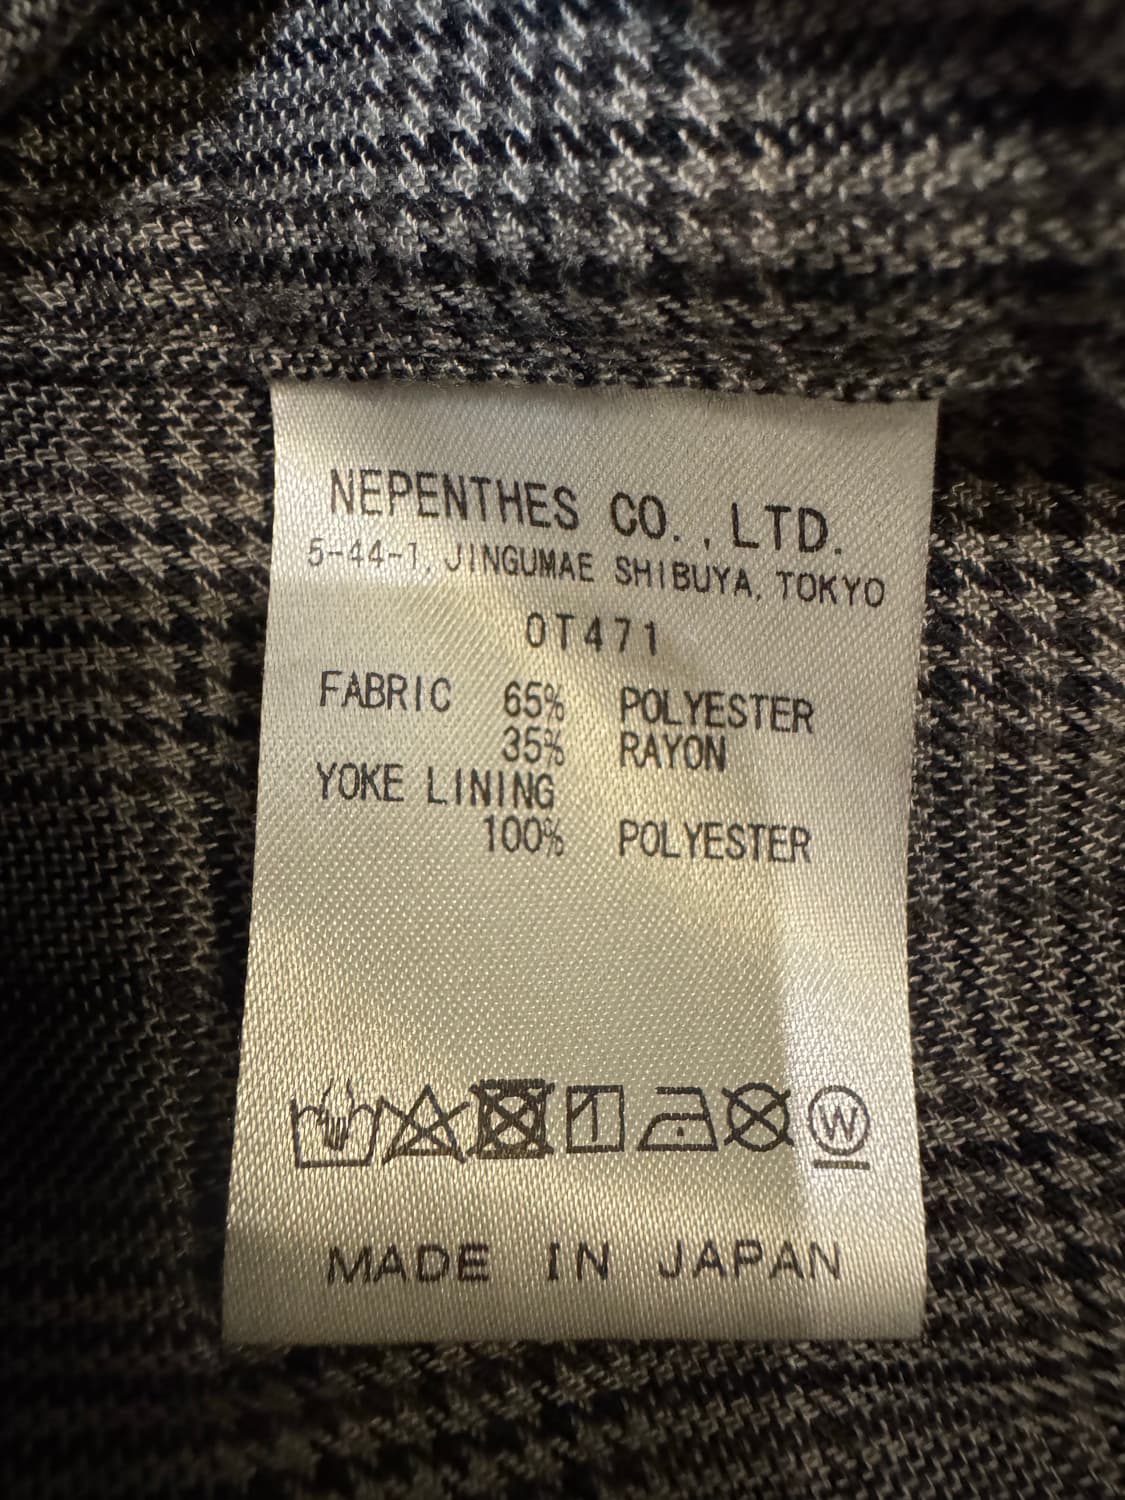 NEPENTHES CO., LTD.
5-44-1, JINGUMAE SHIBUYA, TOKYO
OT471
FABRIC 65% POLYESTER
35% RAYON
YOKE LINING
100% POLYESTER
W
MADE IN JAPAN